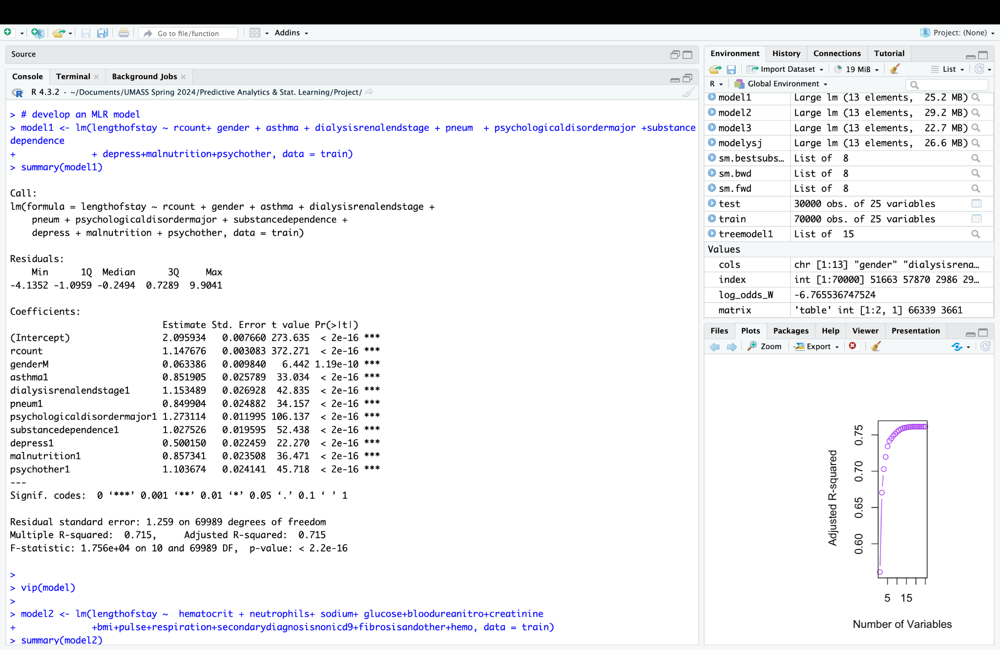 Go to file/function
Addins
Project: (None)
Source
Console Terminal Background Jobs
R 4.3.2 · ~/Documents/UMASS Spring 2024/Predictive Analytics & Stat. Learning/Project/
> # develop an MLR model
> model1 <- lm(lengthofstay ~ rcount+ gender + asthma + dialysisrenalendstage + pneum  + psychologicaldisordermajor +substance
dependence
+              + depress+malnutrition+psychother, data = train)
> summary(model1)
Call:
lm(formula = lengthofstay ~ rcount + gender + asthma + dialysisrenalendstage +
    pneum + psychologicaldisordermajor + substancedependence +
    depress + malnutrition + psychother, data = train)
Residuals:
    Min      1Q  Median      3Q     Max
-4.1352 -1.0959 -0.2494  0.7289  9.9041
Coefficients:
                            Estimate Std. Error t value Pr(>|t|)
(Intercept)                 2.095934   0.007660 273.635  < 2e-16 ***
rcount                      1.147676   0.003083 372.271  < 2e-16 ***
genderM                     0.063386   0.009840   6.442 1.19e-10 ***
asthma1                     0.851905   0.025789  33.034  < 2e-16 ***
dialysisrenalendstage1      1.153489   0.026928  42.835  < 2e-16 ***
pneum1                      0.849904   0.024882  34.157  < 2e-16 ***
psychologicaldisordermajor1 1.273114   0.011995 106.137  < 2e-16 ***
substancedependence1        1.027526   0.019595  52.438  < 2e-16 ***
depress1                    0.500150   0.022459  22.270  < 2e-16 ***
malnutrition1               0.857341   0.023508  36.471  < 2e-16 ***
psychother1                 1.103674   0.024141  45.718  < 2e-16 ***
---
Signif. codes:  0 ‘***’ 0.001 ‘**’ 0.01 ‘*’ 0.05 ‘.’ 0.1 ‘ ’ 1
Residual standard error: 1.259 on 69989 degrees of freedom
Multiple R-squared:  0.715,     Adjusted R-squared:  0.715
F-statistic: 1.756e+04 on 10 and 69989 DF,  p-value: < 2.2e-16
>
> vip(model)
>
> model2 <- lm(lengthofstay ~  hematocrit + neutrophils+ sodium+ glucose+bloodureanitro+creatinine
+              +bmi+pulse+respiration+secondarydiagnosisnonicd9+fibrosisandother+hemo, data = train)
> summary(model2)
Environment History Connections Tutorial
Import Dataset 19 MiB List
R Global Environment
model1 Large lm (13 elements, 25.2 MB)
model2 Large lm (13 elements, 29.2 MB)
model3 Large lm (13 elements, 22.7 MB)
modelysj Large lm (13 elements, 26.6 MB)
sm.bestsubs… List of 8
sm.bwd List of 8
sm.fwd List of 8
test 30000 obs. of 25 variables
train 70000 obs. of 25 variables
treemodel1 List of 15
Values
cols chr [1:13] "gender" "dialysisrena…
index int [1:70000] 51663 57870 2986 29…
log_odds_W -6.765536747524
matrix 'table' int [1:2, 1] 66339 3661
Files Plots Packages Help Viewer Presentation
Zoom Export
Adjusted R-squared
0.75
0.70
0.65
0.60
5 15
Number of Variables